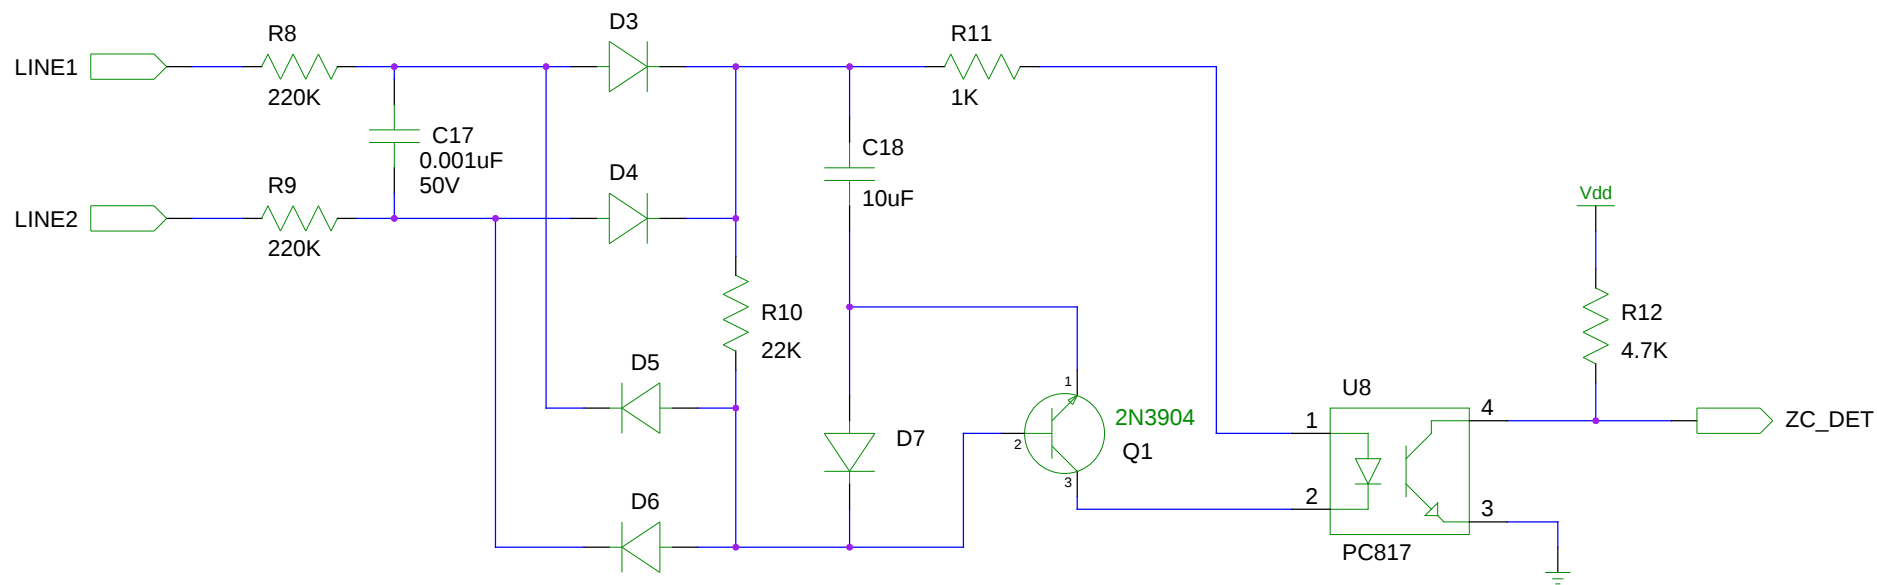 LINE1
R8
220K
C17
0.001uF
50V
LINE2
R9
220K
D3
D4
R10
22K
D5
D6
R11
1K
C18
10uF
D7
1
2
3
2N3904
Q1
U8
1
2
4
3
PC817
Vdd
R12
4.7K
ZC_DET